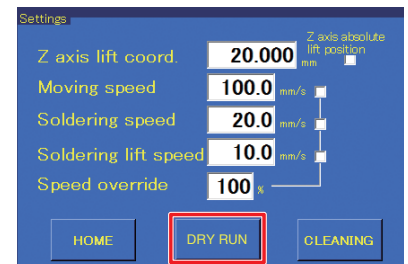 Settings
Z axis lift coord. 20.000 mm Z axis absolute lift position
Moving speed 100.0 mm/s
Soldering speed 20.0 mm/s
Soldering lift speed 10.0 mm/s
Speed override 100 %
HOME DRY RUN CLEANING